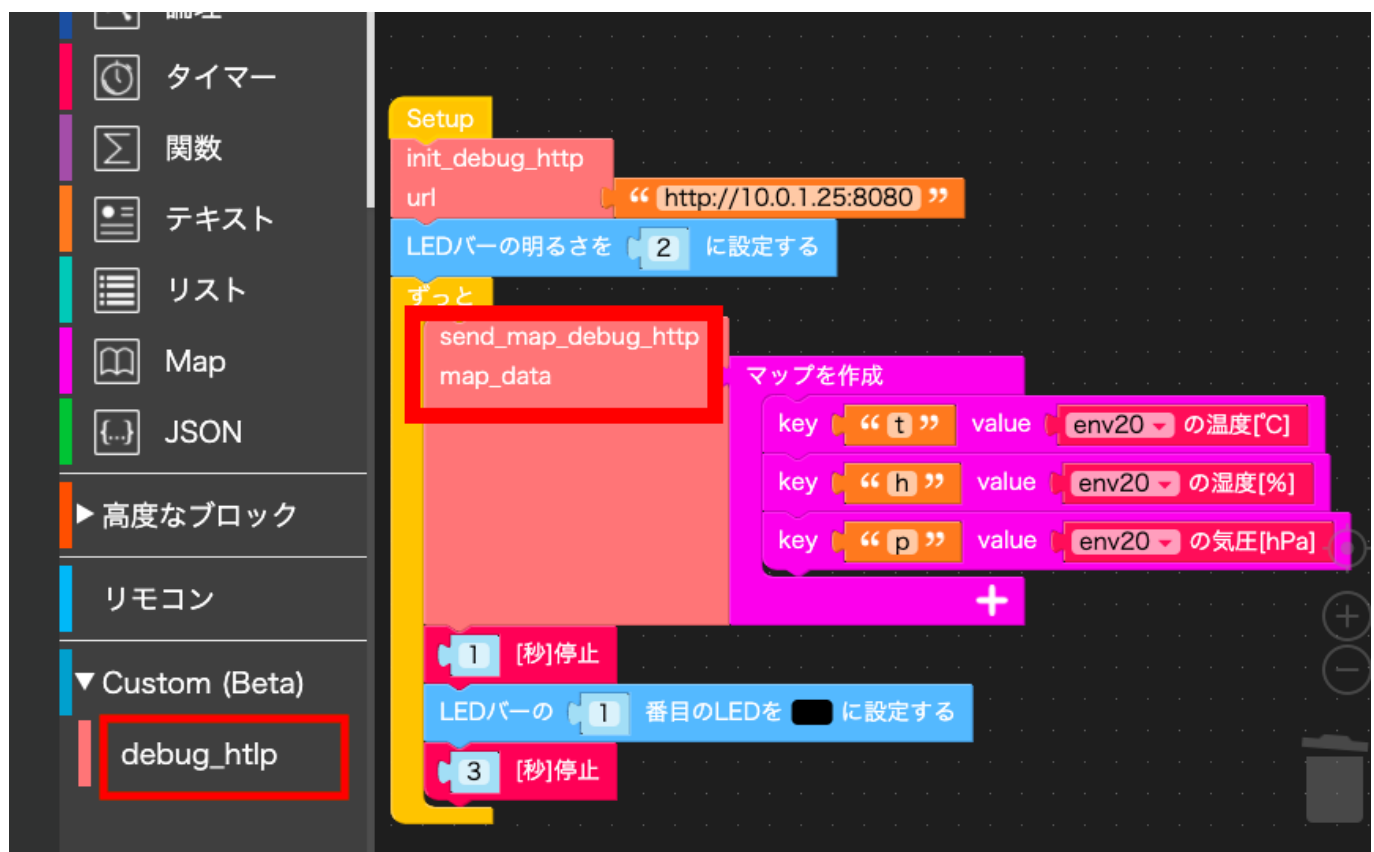 論理
タイマー
関数
テキスト
リスト
Map
JSON
高度なブロック
リモコン
Custom (Beta)
debug_htlp
Setup
init_debug_http
url “ http://10.0.1.25:8080 ”
LEDバーの明るさを 2 に設定する
ずっと
send_map_debug_http
map_data
マップを作成
key “ t ” value env20 の温度[℃]
key “ h ” value env20 の湿度[%]
key “ p ” value env20 の気圧[hPa]
1 [秒]停止
LEDバーの 1 番目のLEDを に設定する
3 [秒]停止